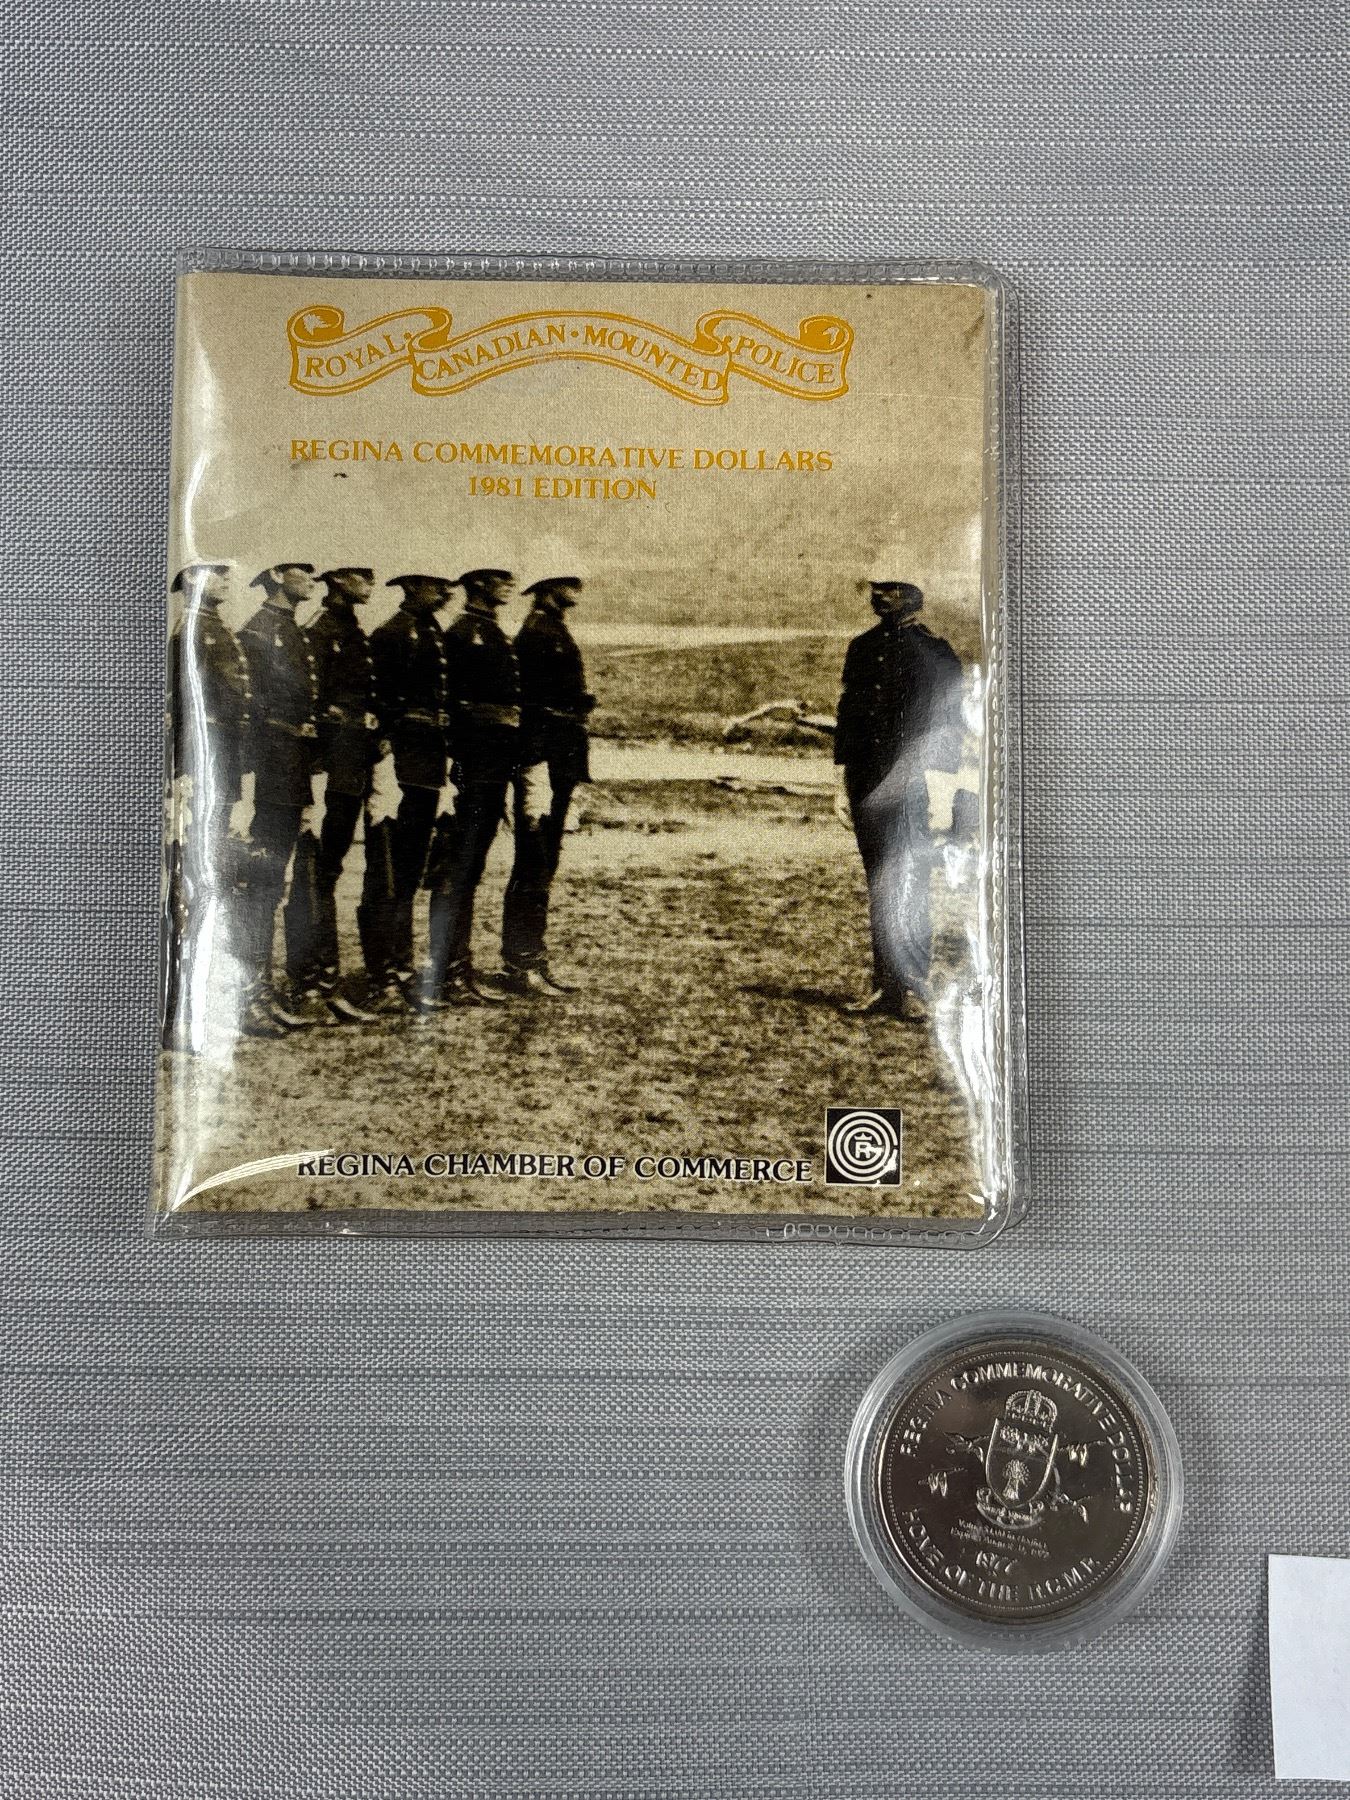 ROYAL · CANADIAN · MOUNTED · POLICE
REGINA COMMEMORATIVE DOLLARS
1981 EDITION
REGINA CHAMBER OF COMMERCE
REGINA COMMEMORATIVE DOLLAR
1977
HOME OF THE R.C.M.P.